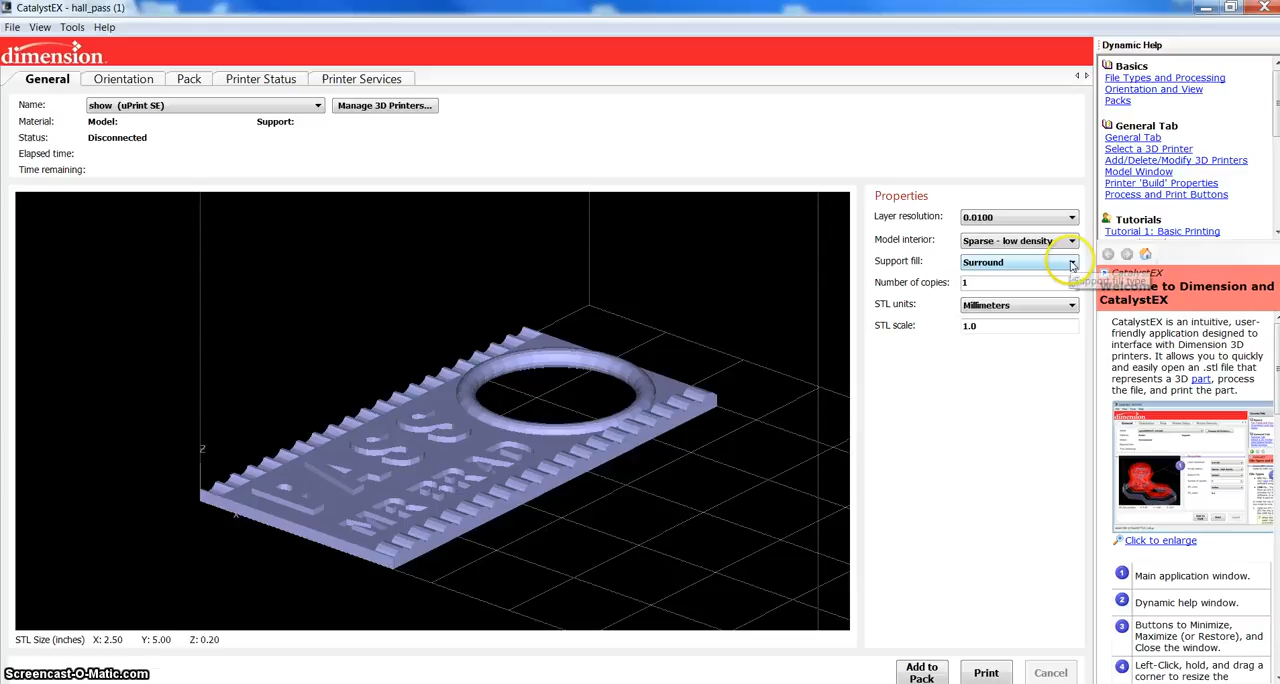 CatalystEX - hall_pass (1)
File View Tools Help
dimension
General Orientation Pack Printer Status Printer Services
Name: show (uPrint SE) Manage 3D Printers...
Material: Model: Support:
Status: Disconnected
Elapsed time:
Time remaining:
Properties
Layer resolution: 0.0100
Model interior: Sparse - low density
Support fill: Surround
Support fill type
Number of copies: 1
STL units: Millimeters
STL scale: 1.0
Z
X
STL Size (inches) X: 2.50 Y: 5.00 Z: 0.20
Add to Pack
Print Cancel
Screencast-O-Matic.com
Dynamic Help
Basics
File Types and Processing
Orientation and View
Packs
General Tab
General Tab
Select a 3D Printer
Add/Delete/Modify 3D Printers
Model Window
Printer 'Build' Properties
Process and Print Buttons
Tutorials
Tutorial 1: Basic Printing
CatalystEX
Welcome to Dimension and
CatalystEX
CatalystEX is an intuitive, user-
friendly application designed to
interface with Dimension 3D
printers. It allows you to quickly
and easily open an .stl file that
represents a 3D part, process
the file, and print the part.
Click to enlarge
1 Main application window.
2 Dynamic help window.
3 Buttons to Minimize,
Maximize (or Restore), and
Close the window.
4 Left-Click, hold, and drag a
corner to resize the